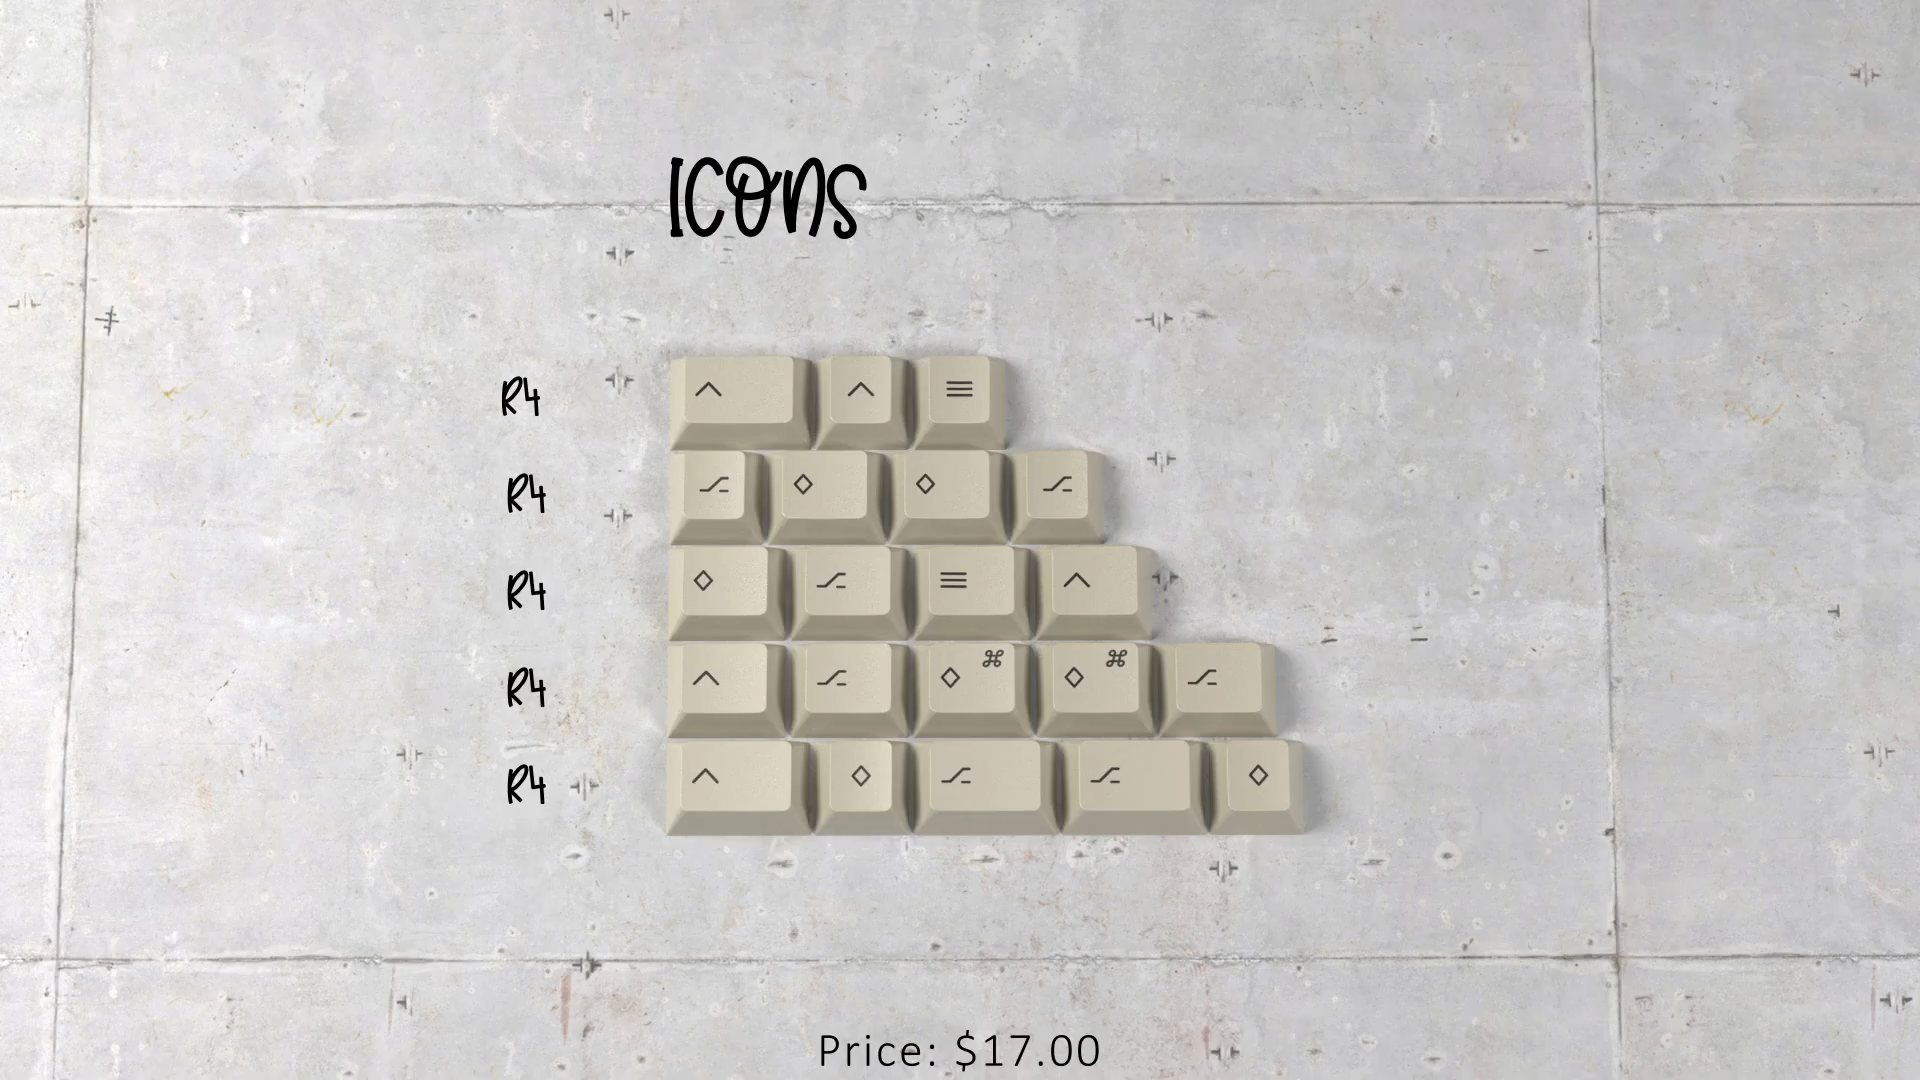 Icons
R4 ^ ^ ≡
R4 ⌥ ◇ ◇ ⌥
R4 ◇ ⌥ ≡ ^
R4 ^ ⌥ ◇ ⌘ ◇ ⌘ ⌥
R4 ^ ◇ ⌥ ⌥ ◇
Price: $17.00